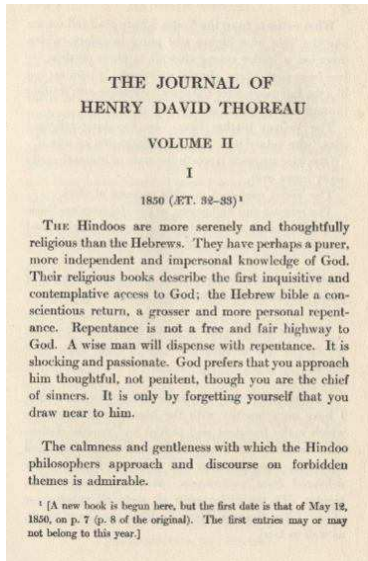 THE JOURNAL OF
HENRY DAVID THOREAU
VOLUME II
I
1850 (ÆT. 32–33)¹
THE Hindoos are more serenely and thoughtfully
religious than the Hebrews. They have perhaps a purer,
more independent and impersonal knowledge of God.
Their religious books describe the first inquisitive and
contemplative access to God; the Hebrew bible a con-
scientious return, a grosser and more personal repent-
ance. Repentance is not a free and fair highway to
God. A wise man will dispense with repentance. It is
shocking and passionate. God prefers that you approach
him thoughtful, not penitent, though you are the chief
of sinners. It is only by forgetting yourself that you
draw near to him.
The calmness and gentleness with which the Hindoo
philosophers approach and discourse on forbidden
themes is admirable.
¹ [A new book is begun here, but the first date is that of May 12,
1850, on p. 7 (p. 8 of the original). The first entries may or may
not belong to this year.]